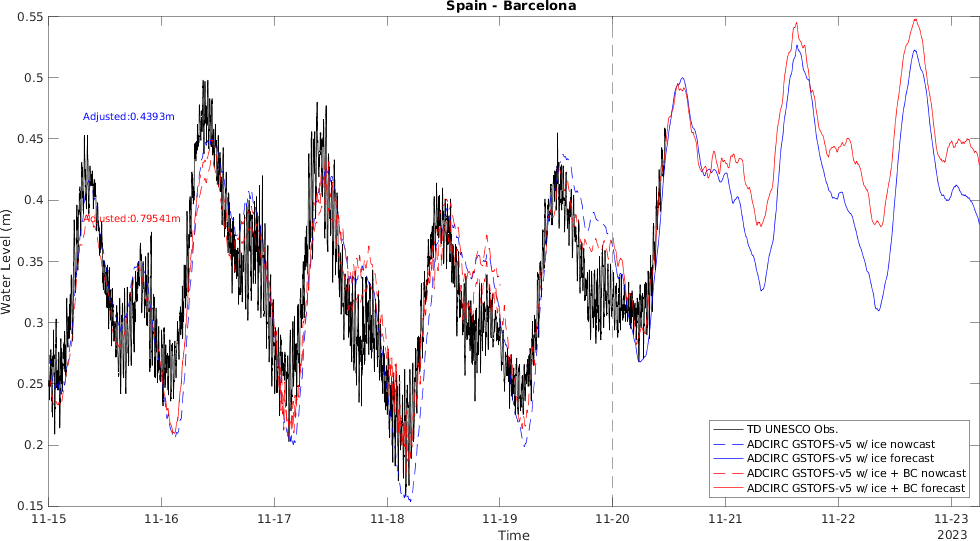 Spain - Barcelona
0.55
0.5
0.45
0.4
0.35
0.3
0.25
0.2
0.15
Water Level (m)
Adjusted:0.4393m
Adjusted:0.79541m
TD UNESCO Obs.
ADCIRC GSTOFS-v5 w/ ice nowcast
ADCIRC GSTOFS-v5 w/ ice forecast
ADCIRC GSTOFS-v5 w/ ice + BC nowcast
ADCIRC GSTOFS-v5 w/ ice + BC forecast
11-15 11-16 11-17 11-18 11-19 11-20 11-21 11-22 11-23
2023
Time